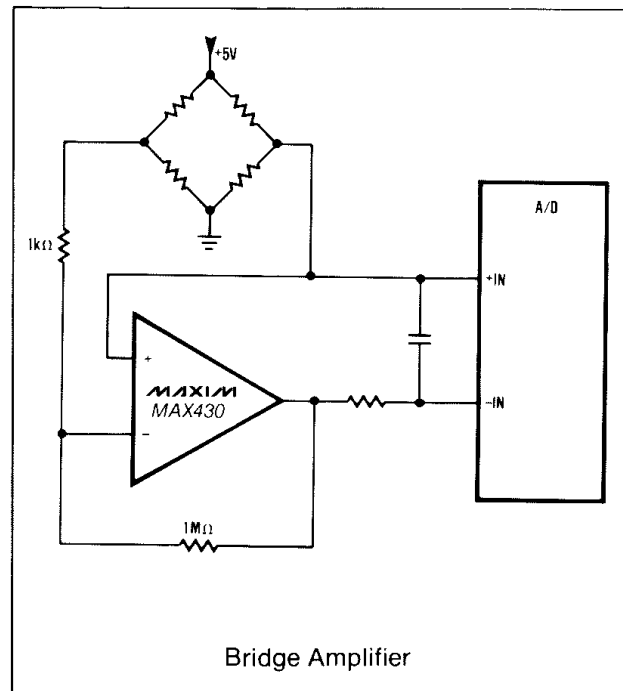 +5V
1kΩ
A/D
+IN
+
MAXIM
MAX430
-IN
-
1MΩ
Bridge Amplifier